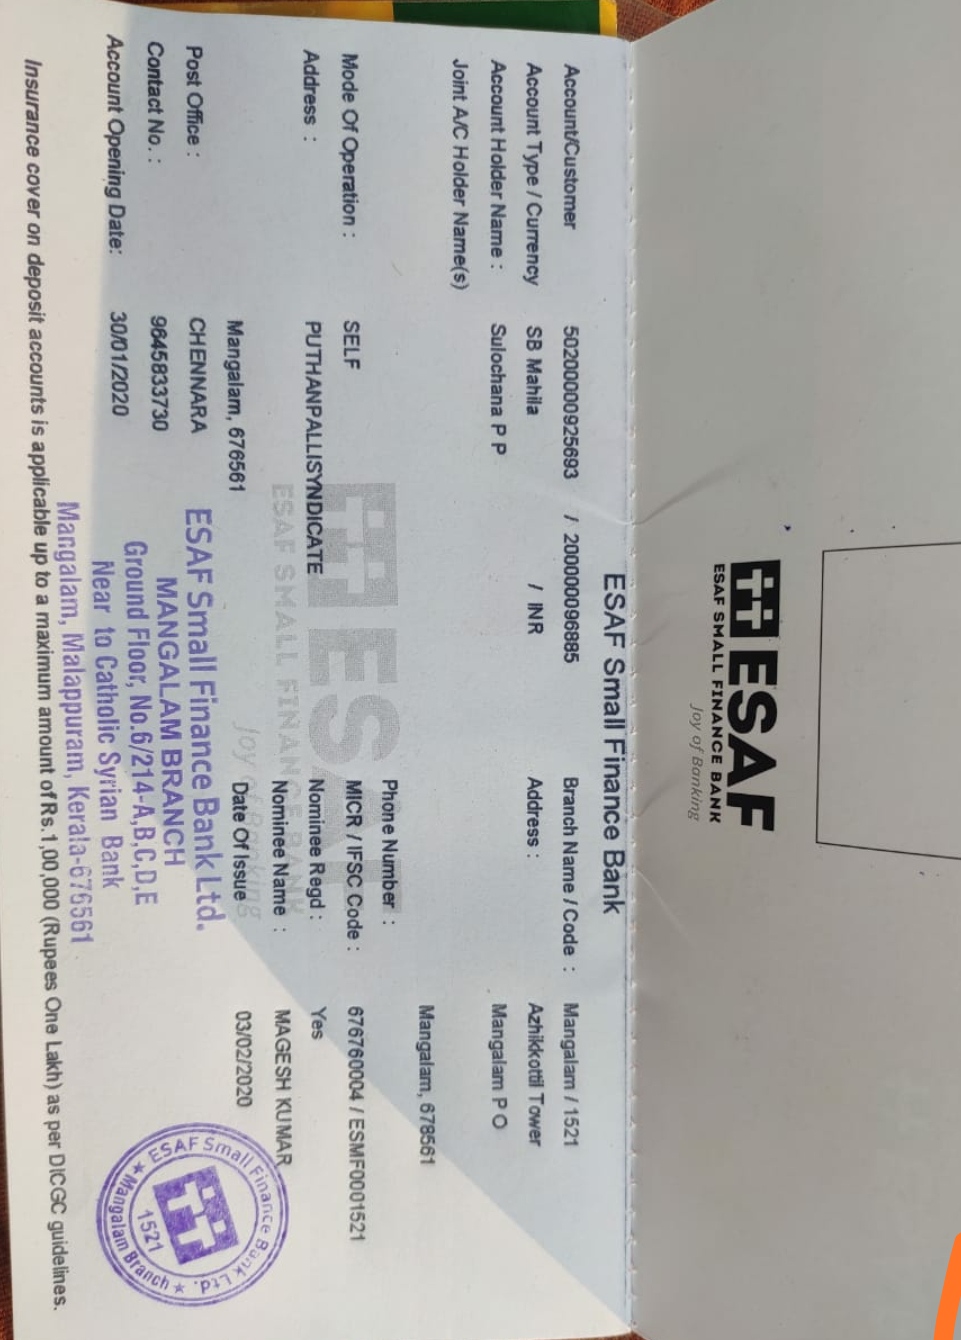 ESAF
ESAF SMALL FINANCE BANK
Joy of Banking
ESAF Small Finance Bank
Account/Customer 50200000925693 / 20000096885
Account Type / Currency SB Mahila / INR
Account Holder Name : Sulochana P P
Joint A/C Holder Name(s)
Mode Of Operation : SELF
Address : PUTHANPALLISYNDICATE
Mangalam, 676561
Post Office : CHENNARA
Contact No. : 9645833730
Account Opening Date: 30/01/2020
Branch Name / Code : Mangalam / 1521
Address : Azhikkottil Tower
Mangalam P O
Mangalam, 678561
Phone Number :
MICR / IFSC Code : 676760004 / ESMF0001521
Nominee Regd : Yes
Nominee Name : MAGESH KUMAR
Date Of Issue 03/02/2020
ESAF
ESAF SMALL FINANCE BANK
Joy of Banking
ESAF Small Finance Bank Ltd.
MANGALAM BRANCH
Ground Floor, No.6/214-A,B,C,D,E
Near to Catholic Syrian Bank
Mangalam, Malappuram, Kerala-676561
ESAF Small Finance Bank Ltd.
1521
Mangalam Branch
Insurance cover on deposit accounts is applicable up to a maximum amount of Rs.1,00,000 (Rupees One Lakh) as per DICGC guidelines.